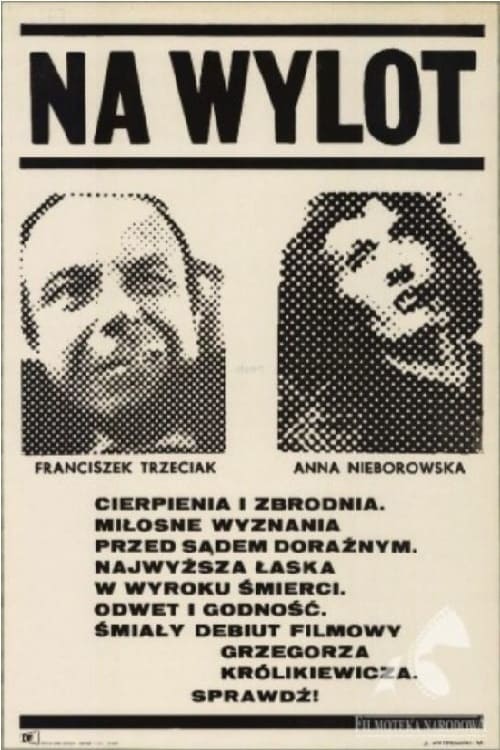 NA WYLOT
FRANCISZEK TRZECIAK
ANNA NIEBOROWSKA
CIERPIENIA I ZBRODNIA.
MIŁOSNE WYZNANIA
PRZED SĄDEM DORAŹNYM.
NAJWYŻSZA ŁASKA
W WYROKU ŚMIERCI.
ODWET I GODNOŚĆ.
ŚMIAŁY DEBIUT FILMOWY
GRZEGORZA
KRÓLIKIEWICZA.
SPRAWDŹ!
FILMOTEKA NARODOWA